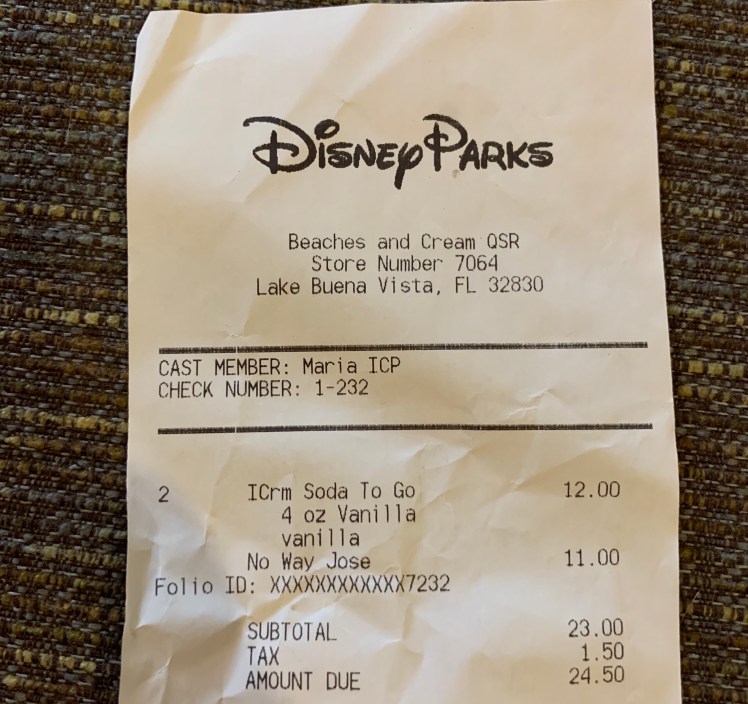 Disney Parks
Beaches and Cream QSR
Store Number 7064
Lake Buena Vista, FL 32830
CAST MEMBER: Maria ICP
CHECK NUMBER: 1-232
2 ICrm Soda To Go 12.00
4 oz Vanilla
vanilla
No Way Jose 11.00
Folio ID: XXXXXXXXXXXX7232
SUBTOTAL 23.00
TAX 1.50
AMOUNT DUE 24.50